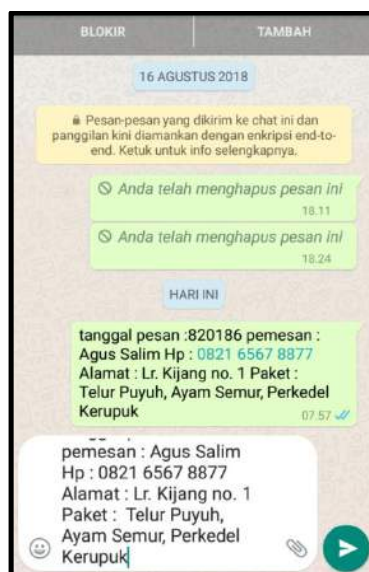 BLOKIR
TAMBAH
16 AGUSTUS 2018
Pesan-pesan yang dikirim ke chat ini dan
panggilan kini diamankan dengan enkripsi end-to-
end. Ketuk untuk info selengkapnya.
Anda telah menghapus pesan ini
18.11
Anda telah menghapus pesan ini
18.24
HARI INI
tanggal pesan :820186 pemesan :
Agus Salim Hp : 0821 6567 8877
Alamat : Lr. Kijang no. 1 Paket :
Telur Puyuh, Ayam Semur, Perkedel
Kerupuk
07.57
pemesan : Agus Salim
Hp : 0821 6567 8877
Alamat : Lr. Kijang no. 1
Paket : Telur Puyuh,
Ayam Semur, Perkedel
Kerupuk